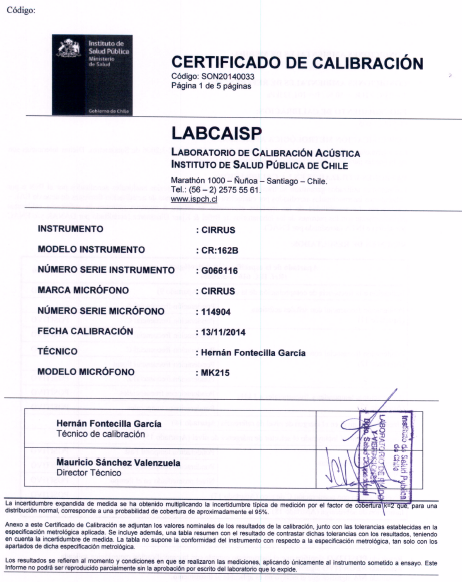 Código:
Instituto de
Salud Pública
Ministerio
de Salud
Gobierno de Chile
CERTIFICADO DE CALIBRACIÓN
Código: SON20140033
Página 1 de 5 páginas
LABCAISP
LABORATORIO DE CALIBRACIÓN ACÚSTICA
INSTITUTO DE SALUD PÚBLICA DE CHILE
Marathón 1000 – Ñuñoa – Santiago – Chile.
Tel.: (56 – 2) 2575 55 61.
www.ispch.cl
INSTRUMENTO : CIRRUS
MODELO INSTRUMENTO : CR:162B
NÚMERO SERIE INSTRUMENTO : G066116
MARCA MICRÓFONO : CIRRUS
NÚMERO SERIE MICRÓFONO : 114904
FECHA CALIBRACIÓN : 13/11/2014
TÉCNICO : Hernán Fontecilla García
MODELO MICRÓFONO : MK215
Hernán Fontecilla García
Técnico de calibración
Mauricio Sánchez Valenzuela
Director Técnico
Instituto de Salud Publica
de Chile
La incertidumbre expandida de medida se ha obtenido multiplicando la incertidumbre típica de medición por el factor de cobertura k=2 que, para una
distribución normal, corresponde a una probabilidad de cobertura de aproximadamente el 95%.
Anexo a este Certificado de Calibración se adjuntan los valores nominales de los resultados de la calibración, junto con las tolerancias establecidas en la
especificación metrológica aplicada. Se incluye además, una tabla resumen con el resultado de contrastar dichas tolerancias con los resultados, teniendo
en cuenta la incertidumbre de medida. La tabla no supone la conformidad del instrumento con respecto a la especificación metrológica, tan solo con los
apartados de dicha especificación metrológica.
Los resultados se refieren al momento y condiciones en que se realizaron las mediciones, aplicando únicamente al instrumento sometido a ensayo. Este
Informe no podrá ser reproducido parcialmente sin la aprobación por escrito del laboratorio que lo expide.